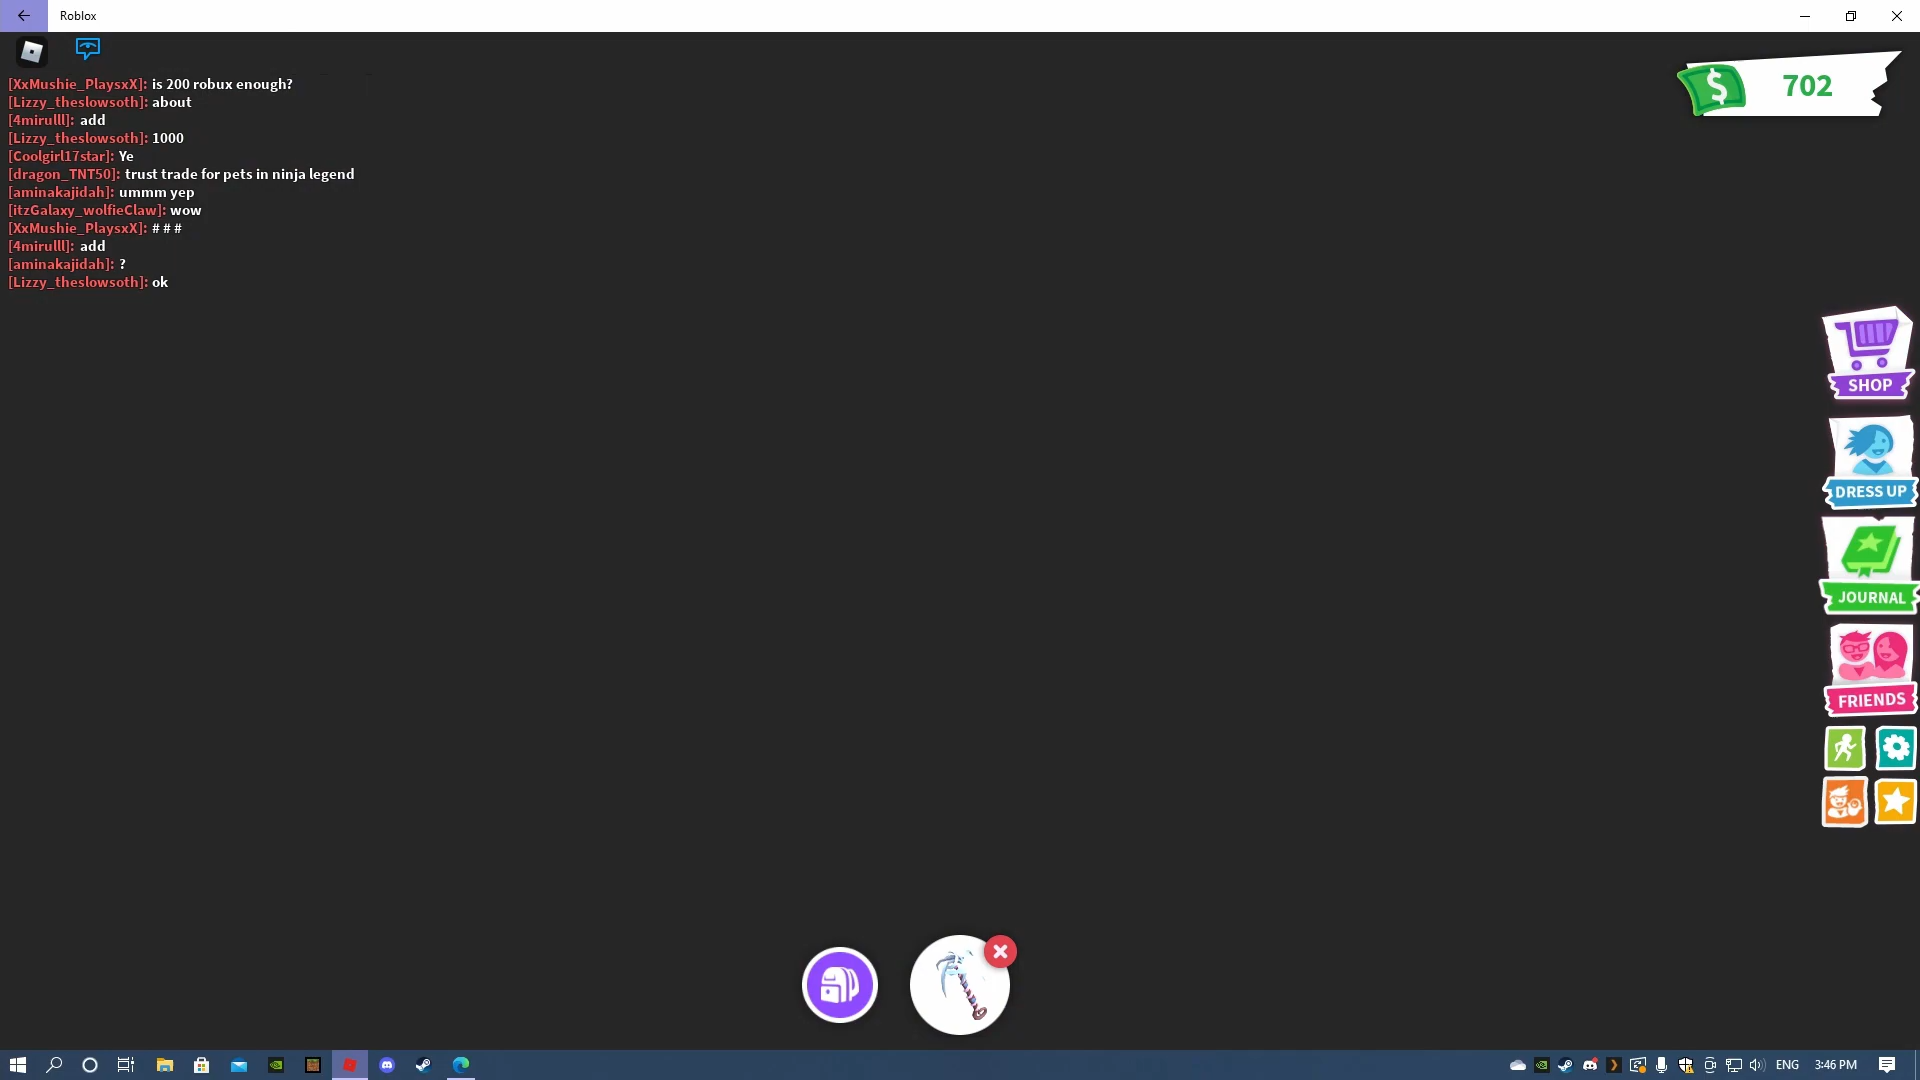 Roblox
[XxMushie_PlaysxX]: is 200 robux enough?
[Lizzy_theslowsoth]: about
[4mirulll]: add
[Lizzy_theslowsoth]: 1000
[Coolgirl17star]: Ye
[dragon_TNT50]: trust trade for pets in ninja legend
[aminakajidah]: ummm yep
[itzGalaxy_wolfieClaw]: wow
[XxMushie_PlaysxX]: # # #
[4mirulll]: add
[aminakajidah]: ?
[Lizzy_theslowsoth]: ok
$ 702
SHOP
DRESS UP
JOURNAL
FRIENDS
ENG 3:46 PM